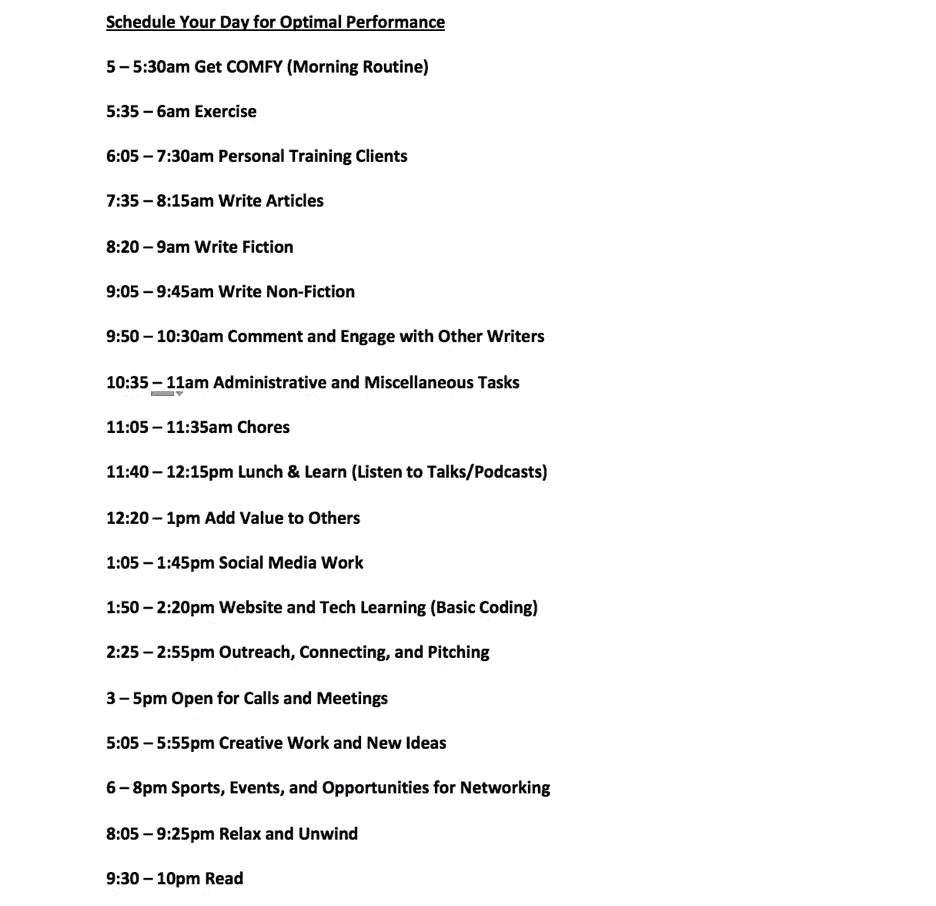 Schedule Your Day for Optimal Performance
5 – 5:30am Get COMFY (Morning Routine)
5:35 – 6am Exercise
6:05 – 7:30am Personal Training Clients
7:35 – 8:15am Write Articles
8:20 – 9am Write Fiction
9:05 – 9:45am Write Non-Fiction
9:50 – 10:30am Comment and Engage with Other Writers
10:35 – 11am Administrative and Miscellaneous Tasks
11:05 – 11:35am Chores
11:40 – 12:15pm Lunch & Learn (Listen to Talks/Podcasts)
12:20 – 1pm Add Value to Others
1:05 – 1:45pm Social Media Work
1:50 – 2:20pm Website and Tech Learning (Basic Coding)
2:25 – 2:55pm Outreach, Connecting, and Pitching
3 – 5pm Open for Calls and Meetings
5:05 – 5:55pm Creative Work and New Ideas
6 – 8pm Sports, Events, and Opportunities for Networking
8:05 – 9:25pm Relax and Unwind
9:30 – 10pm Read